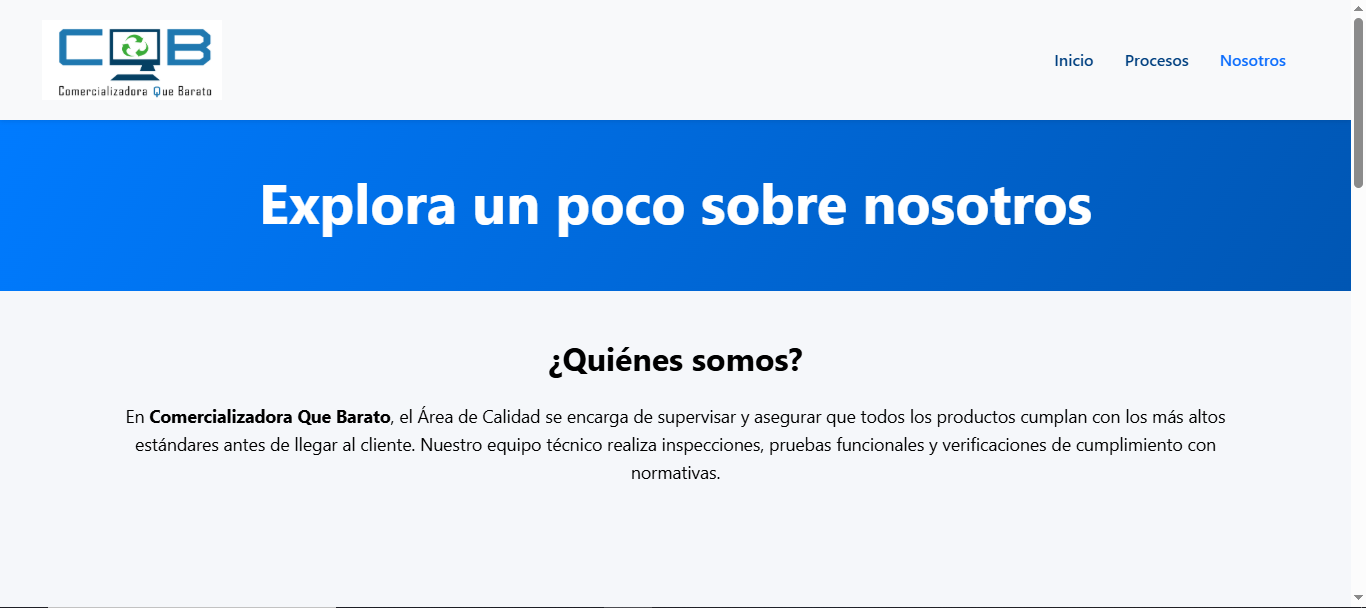 CQB
Comercializadora Que Barato
Inicio Procesos Nosotros
Explora un poco sobre nosotros
¿Quiénes somos?
En Comercializadora Que Barato, el Área de Calidad se encarga de supervisar y asegurar que todos los productos cumplan con los más altos
estándares antes de llegar al cliente. Nuestro equipo técnico realiza inspecciones, pruebas funcionales y verificaciones de cumplimiento con
normativas.